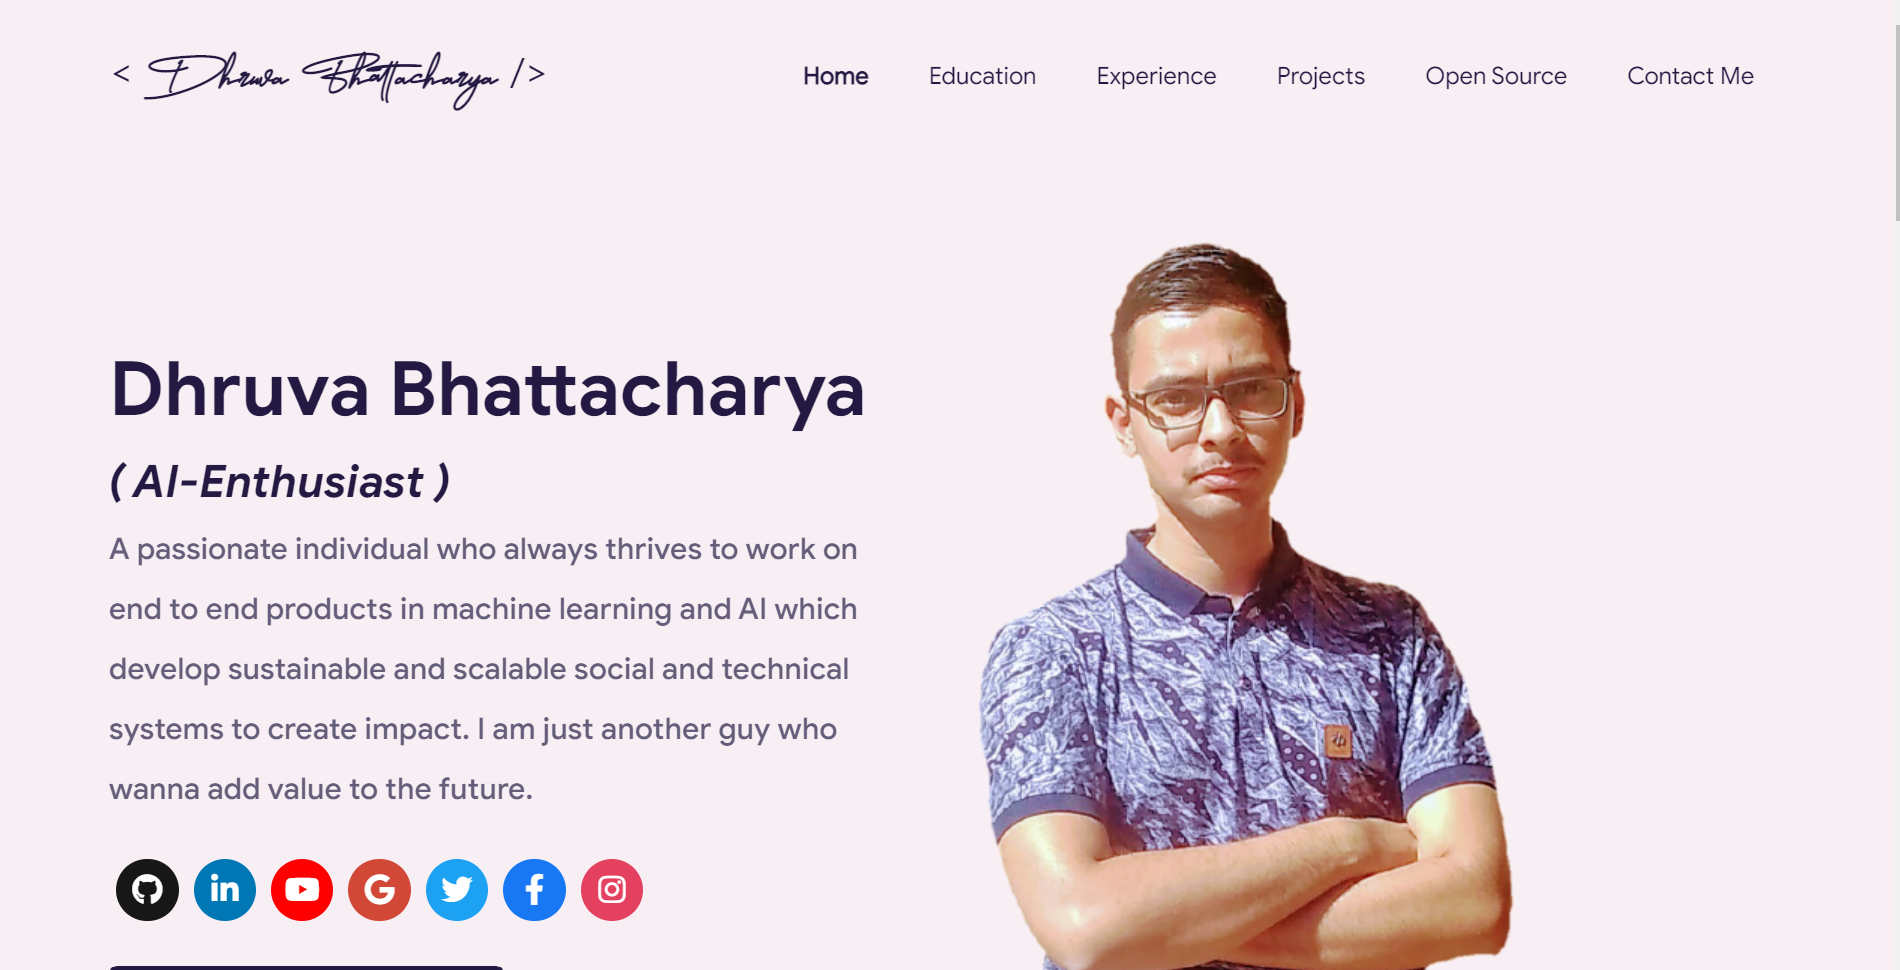 < Dhruva Bhattacharya />
Home Education Experience Projects Open Source Contact Me
Dhruva Bhattacharya
( AI-Enthusiast )
A passionate individual who always thrives to work on
end to end products in machine learning and AI which
develop sustainable and scalable social and technical
systems to create impact. I am just another guy who
wanna add value to the future.